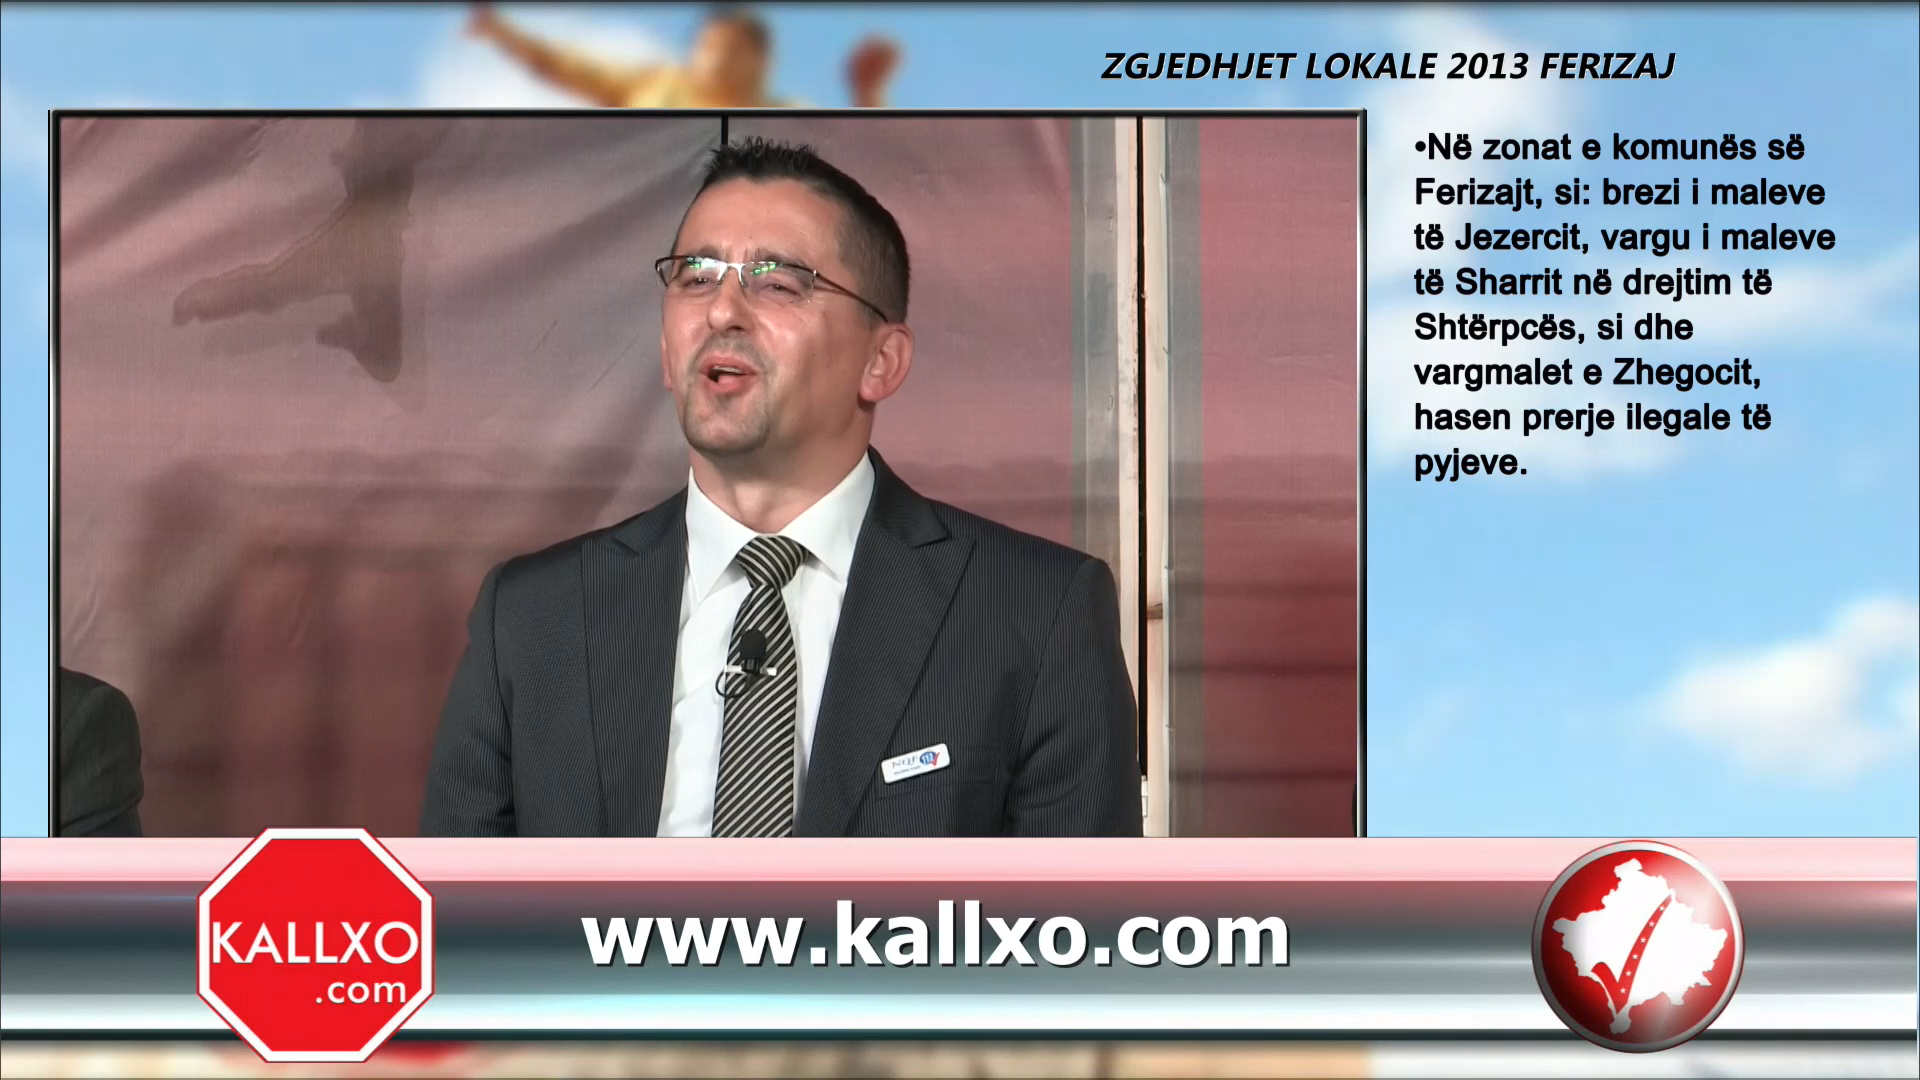 ZGJEDHJET LOKALE 2013 FERIZAJ
•Në zonat e komunës së
Ferizajt, si: brezi i maleve
të Jezercit, vargu i maleve
të Sharrit në drejtim të
Shtërpcës, si dhe
vargmalet e Zhegocit,
hasen prerje ilegale të
pyjeve.
NQF
KALLXO
.com
www.kallxo.com